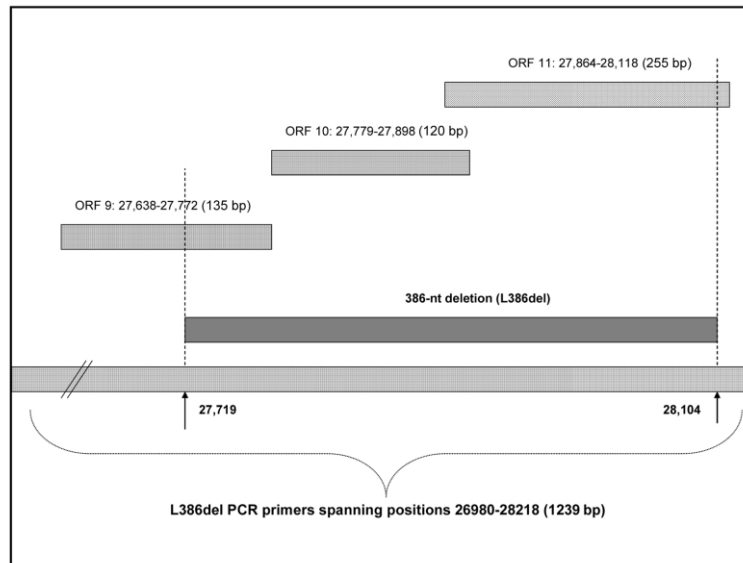 ORF 11: 27,864-28,118 (255 bp)
ORF 10: 27,779-27,898 (120 bp)
ORF 9: 27,638-27,772 (135 bp)
386-nt deletion (L386del)
27,719
28,104
L386del PCR primers spanning positions 26980-28218 (1239 bp)